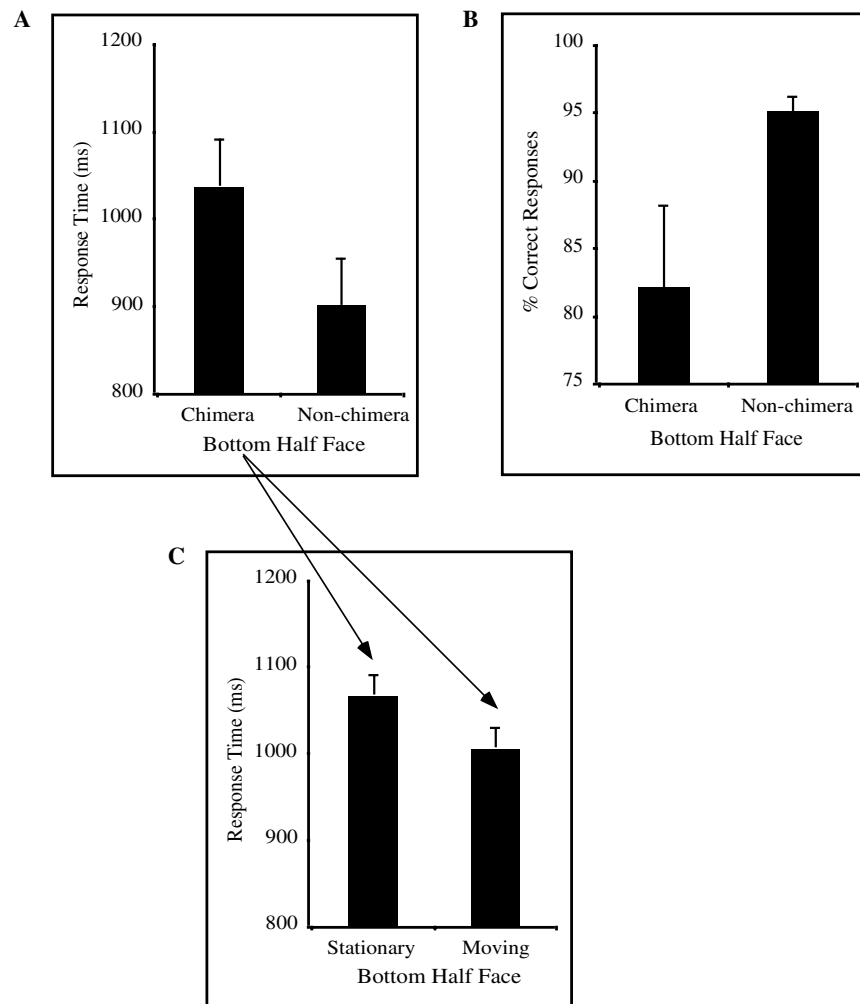 A
1200
1100
1000
900
800
Response Time (ms)
Chimera Non-chimera
Bottom Half Face
B
100
95
90
85
80
75
% Correct Responses
Chimera Non-chimera
Bottom Half Face
C
1200
1100
1000
900
800
Response Time (ms)
Stationary Moving
Bottom Half Face